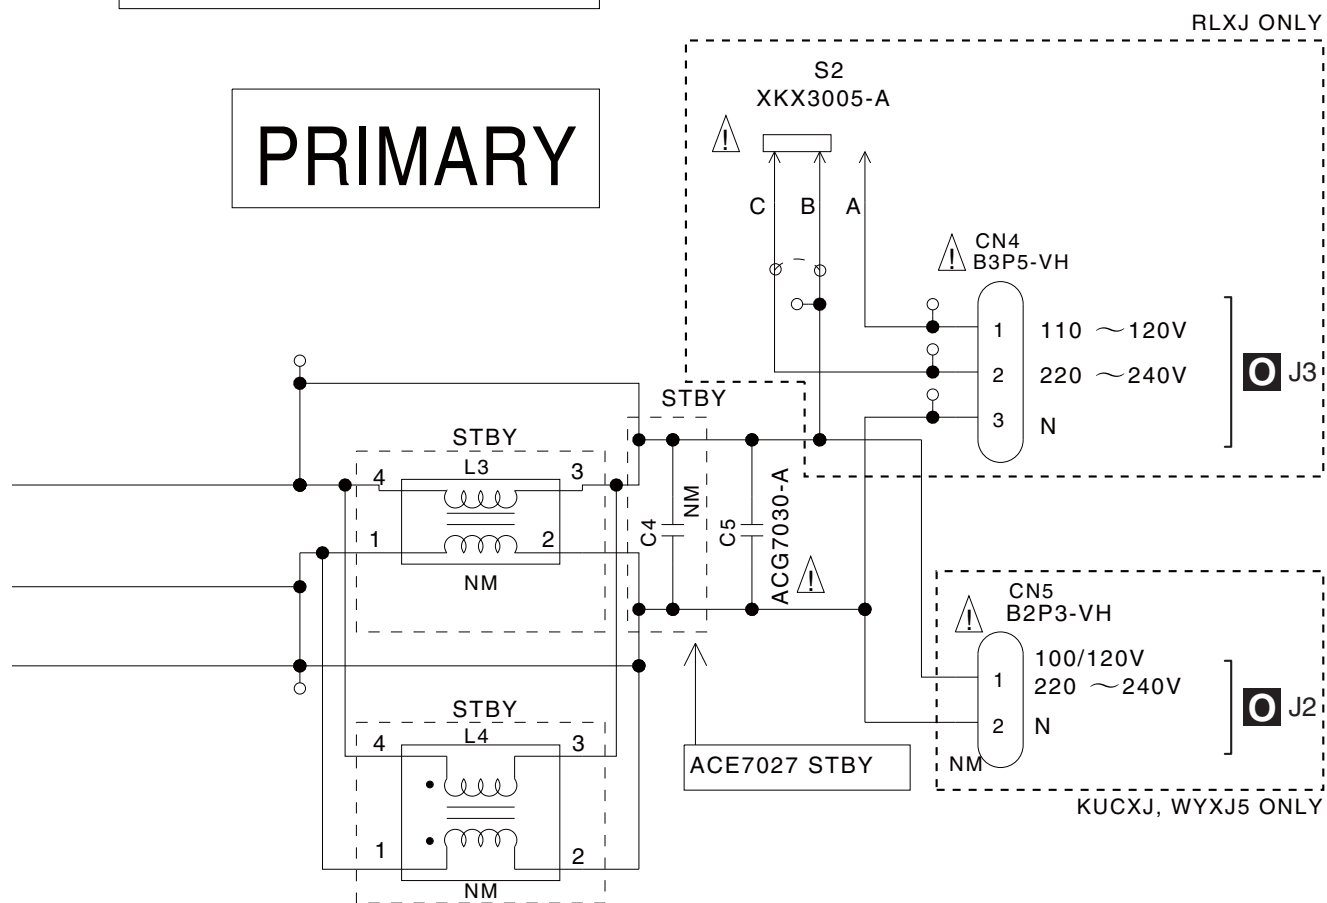 RLXJ ONLY
S2
XKX3005-A
PRIMARY
C B A
CN4
B3P5-VH
1 110 ～120V
2 220 ～240V
3 N
O J3
STBY
STBY
L3
4 3
1 2
NM
C4
NM
C5
ACG7030-A
CN5
B2P3-VH
100/120V
1 220 ～240V
2 N
NM
O J2
KUCXJ, WYXJ5 ONLY
STBY
L4
4 3
1 2
NM
ACE7027 STBY